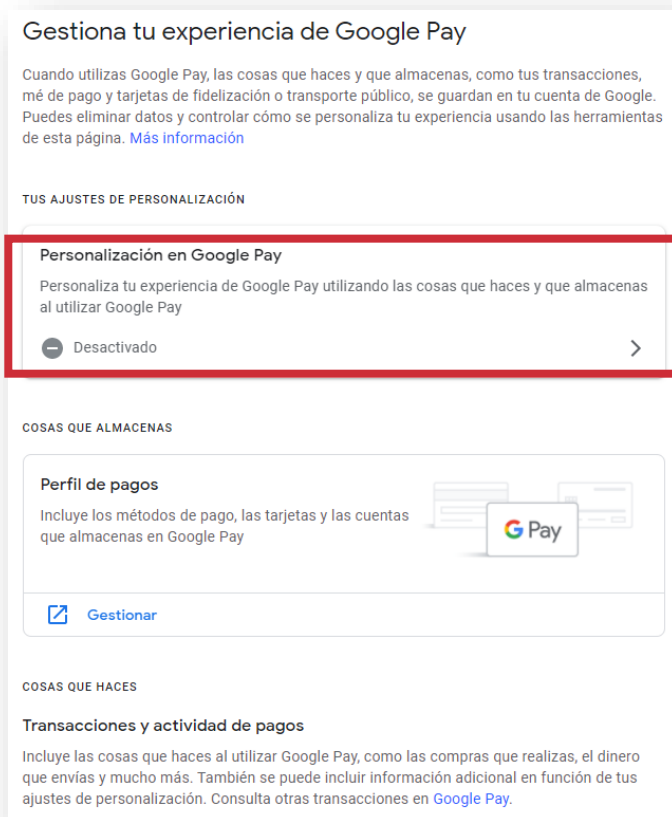 Gestiona tu experiencia de Google Pay
Cuando utilizas Google Pay, las cosas que haces y que almacenas, como tus transacciones,
mé de pago y tarjetas de fidelización o transporte público, se guardan en tu cuenta de Google.
Puedes eliminar datos y controlar cómo se personaliza tu experiencia usando las herramientas
de esta página. Más información
TUS AJUSTES DE PERSONALIZACIÓN
Personalización en Google Pay
Personaliza tu experiencia de Google Pay utilizando las cosas que haces y que almacenas
al utilizar Google Pay
Desactivado
COSAS QUE ALMACENAS
Perfil de pagos
Incluye los métodos de pago, las tarjetas y las cuentas
que almacenas en Google Pay
G Pay
Gestionar
COSAS QUE HACES
Transacciones y actividad de pagos
Incluye las cosas que haces al utilizar Google Pay, como las compras que realizas, el dinero
que envías y mucho más. También se puede incluir información adicional en función de tus
ajustes de personalización. Consulta otras transacciones en Google Pay.